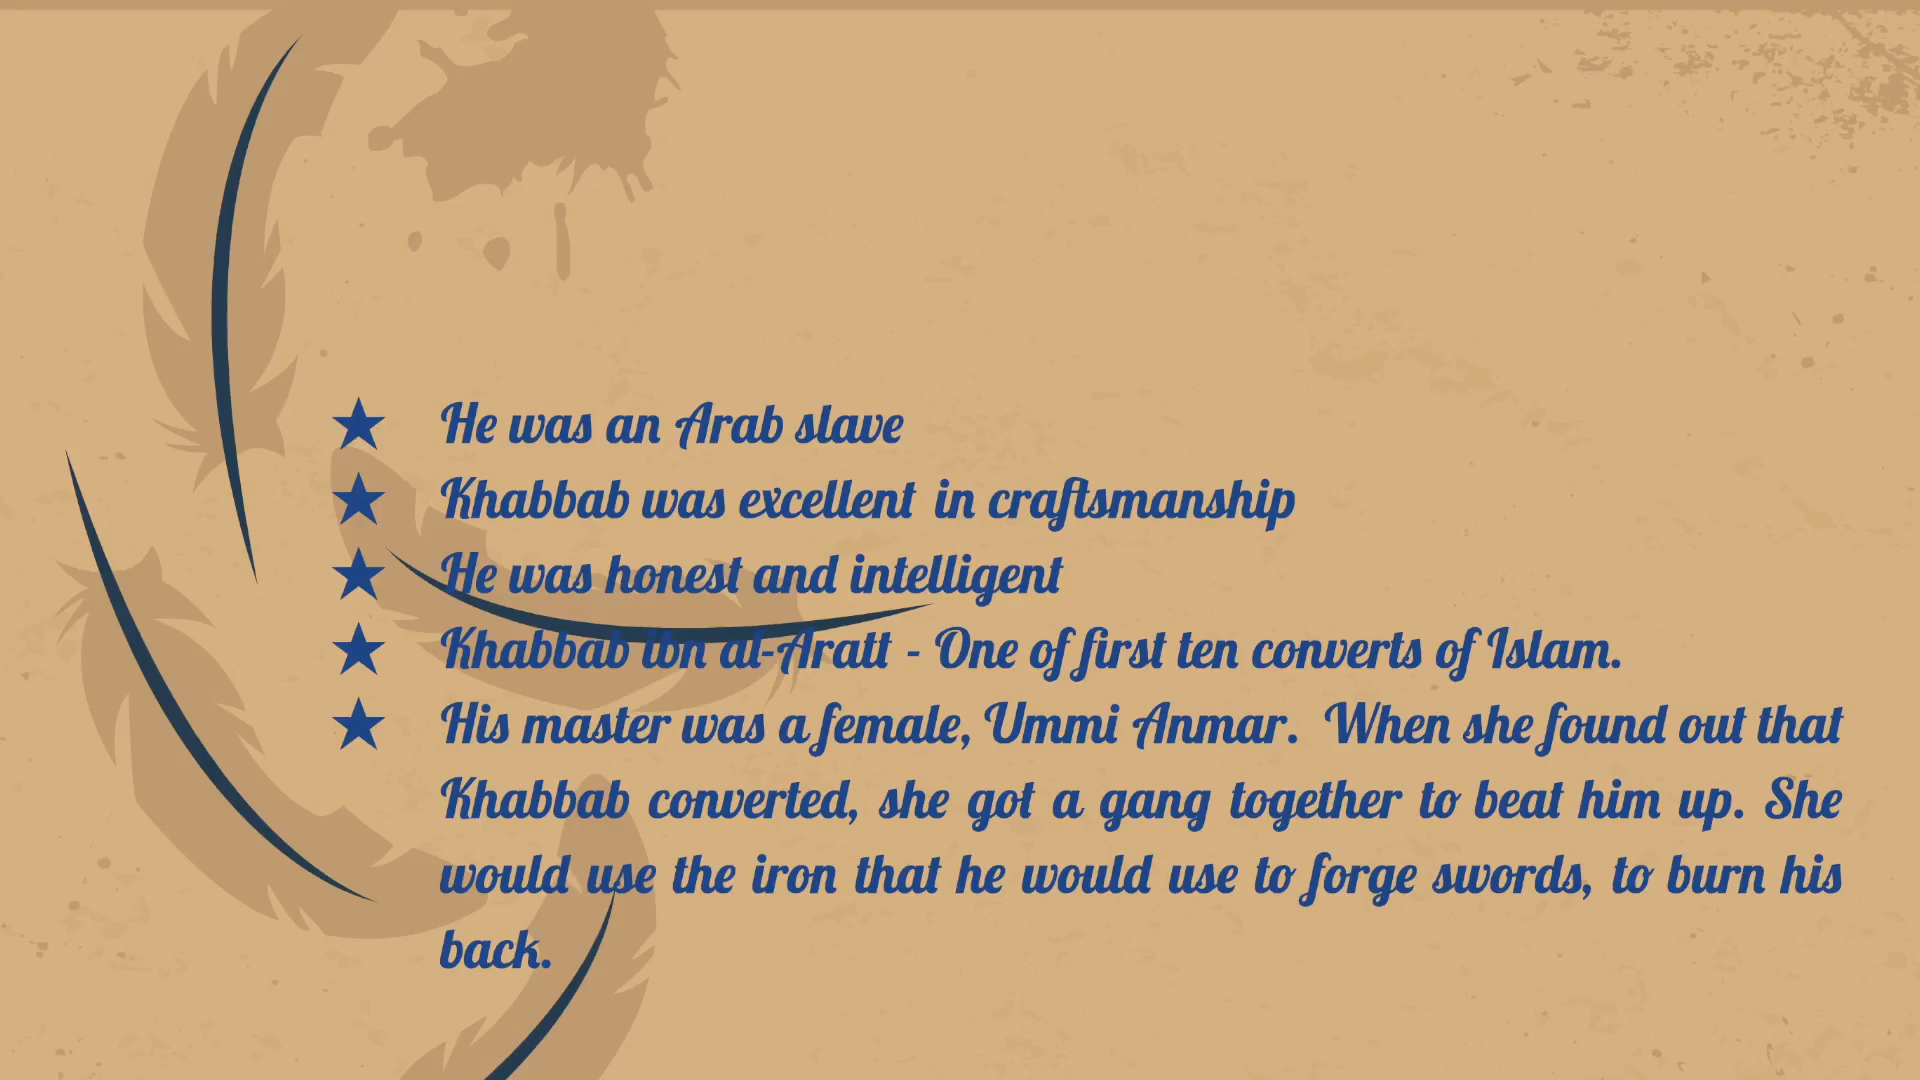 He was an Arab slave
Khabbab was excellent in craftsmanship
He was honest and intelligent
Khabbab ibn al-Aratt - One of first ten converts of Islam.
His master was a female, Ummi Anmar. When she found out that
Khabbab converted, she got a gang together to beat him up. She
would use the iron that he would use to forge swords, to burn his
back.